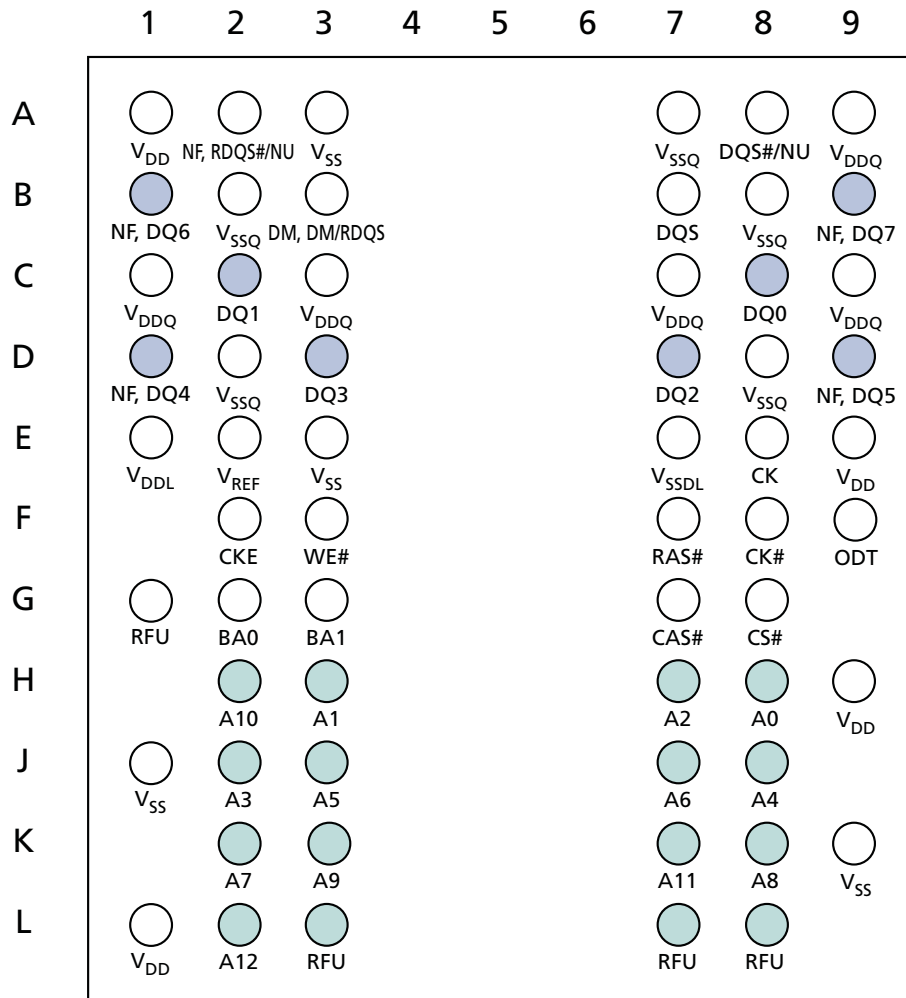 1 2 3 4 5 6 7 8 9
A
VDD NF, RDQS#/NU VSS VSSQ DQS#/NU VDDQ
B
NF, DQ6 VSSQ DM, DM/RDQS DQS VSSQ NF, DQ7
C
VDDQ DQ1 VDDQ VDDQ DQ0 VDDQ
D
NF, DQ4 VSSQ DQ3 DQ2 VSSQ NF, DQ5
E
VDDL VREF VSS VSSDL CK VDD
F
CKE WE# RAS# CK# ODT
G
RFU BA0 BA1 CAS# CS#
H
A10 A1 A2 A0 VDD
J
VSS A3 A5 A6 A4
K
A7 A9 A11 A8 VSS
L
VDD A12 RFU RFU RFU